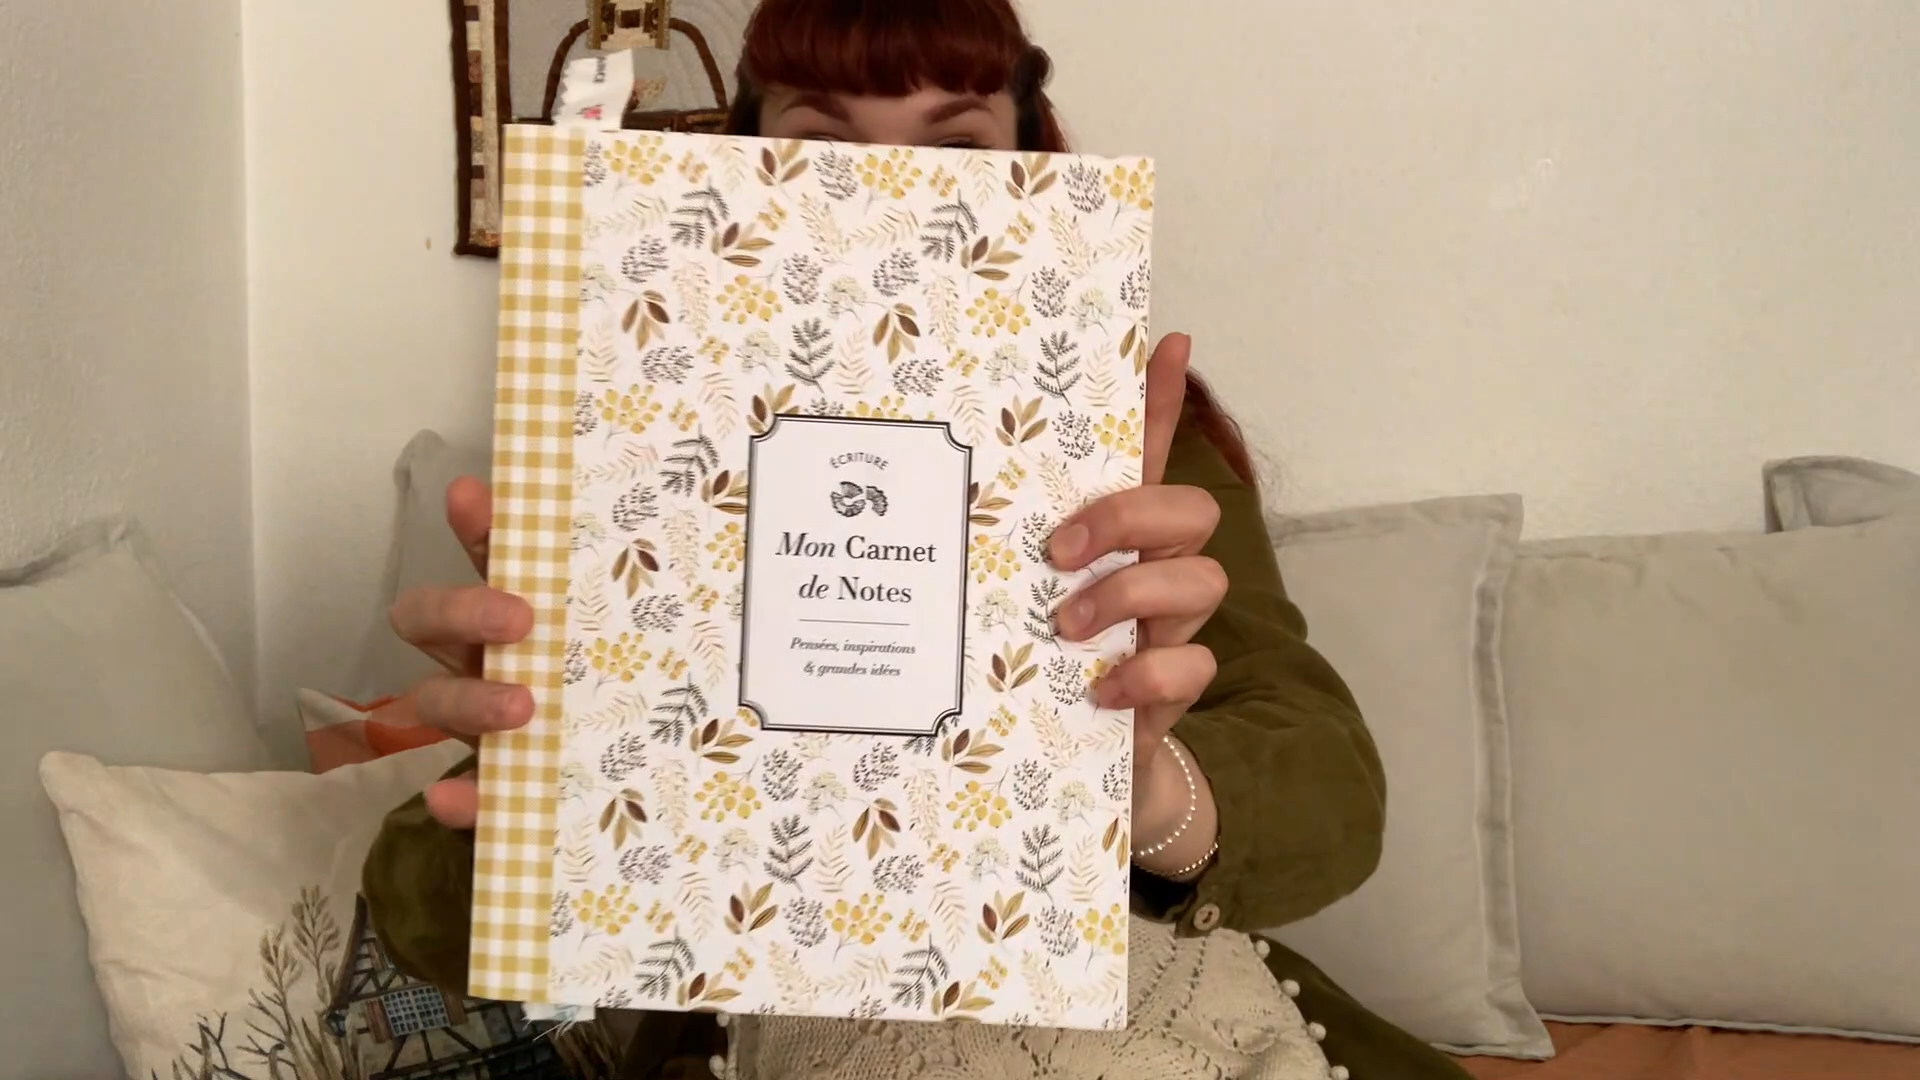 ÉCRITURE
Mon Carnet
de Notes
Pensées, inspirations
& grandes idées